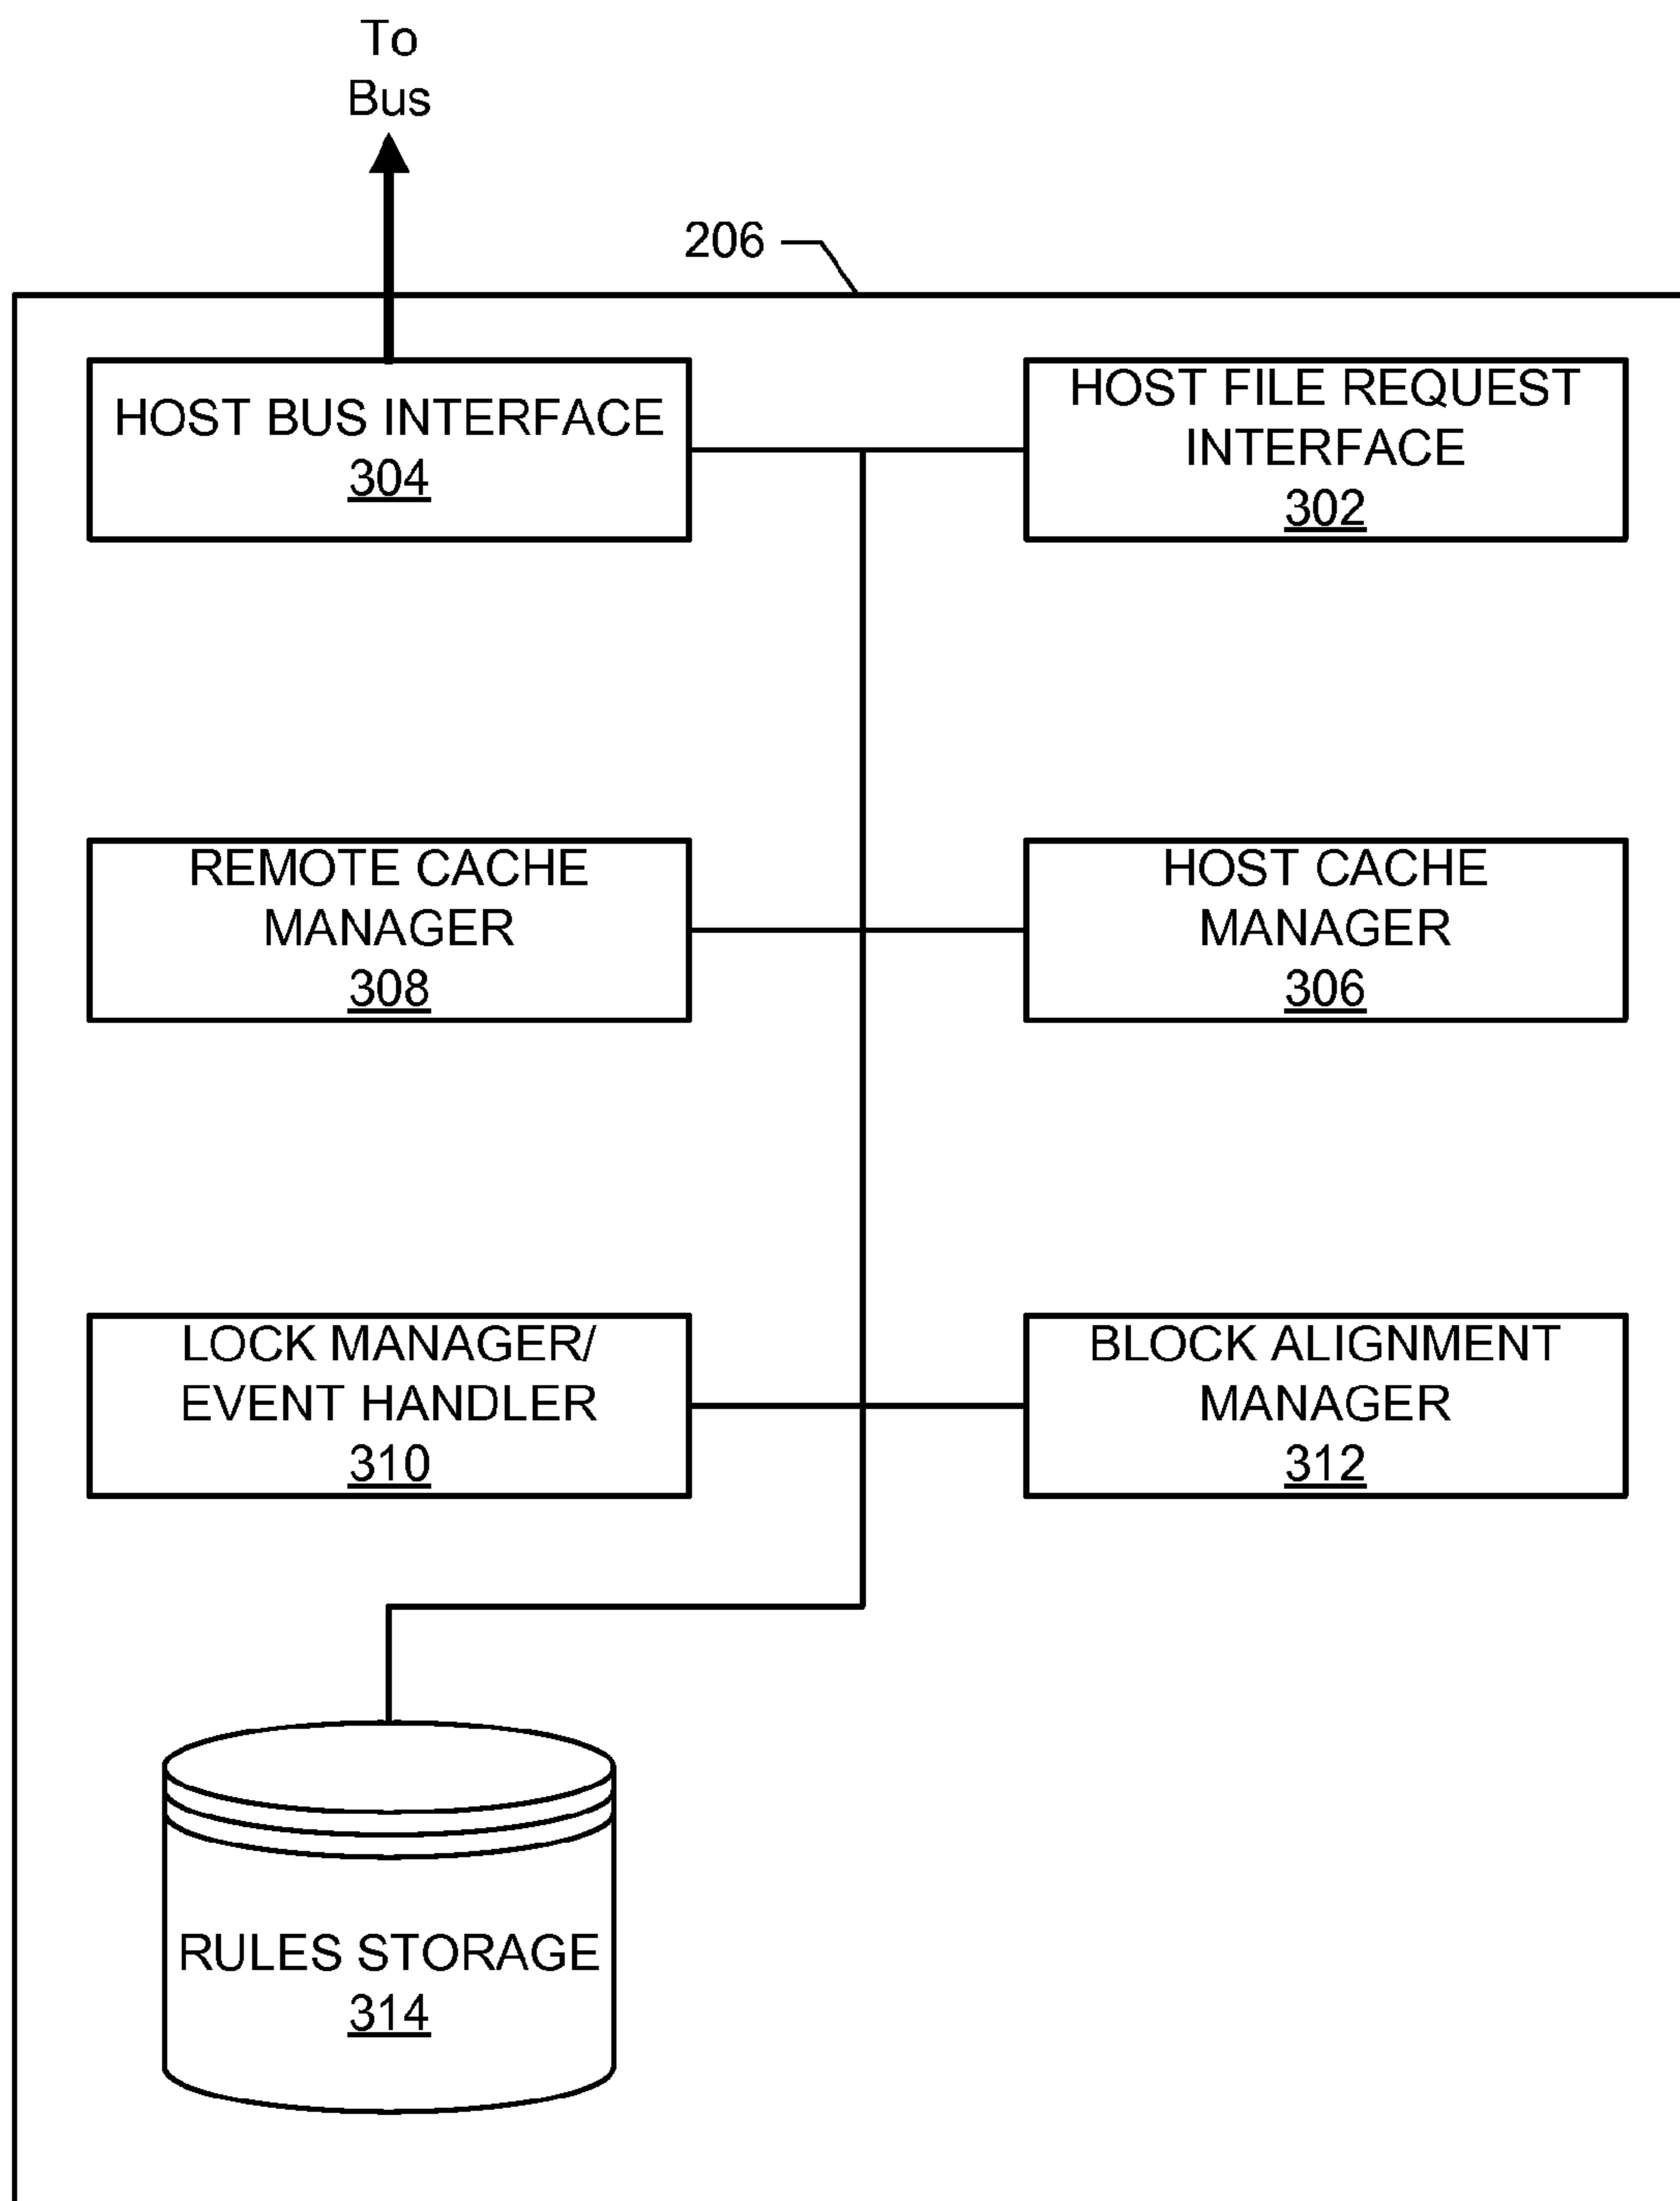 To
Bus
206
HOST BUS INTERFACE
304
HOST FILE REQUEST
INTERFACE
302
REMOTE CACHE
MANAGER
308
HOST CACHE
MANAGER
306
LOCK MANAGER/
EVENT HANDLER
310
BLOCK ALIGNMENT
MANAGER
312
RULES STORAGE
314